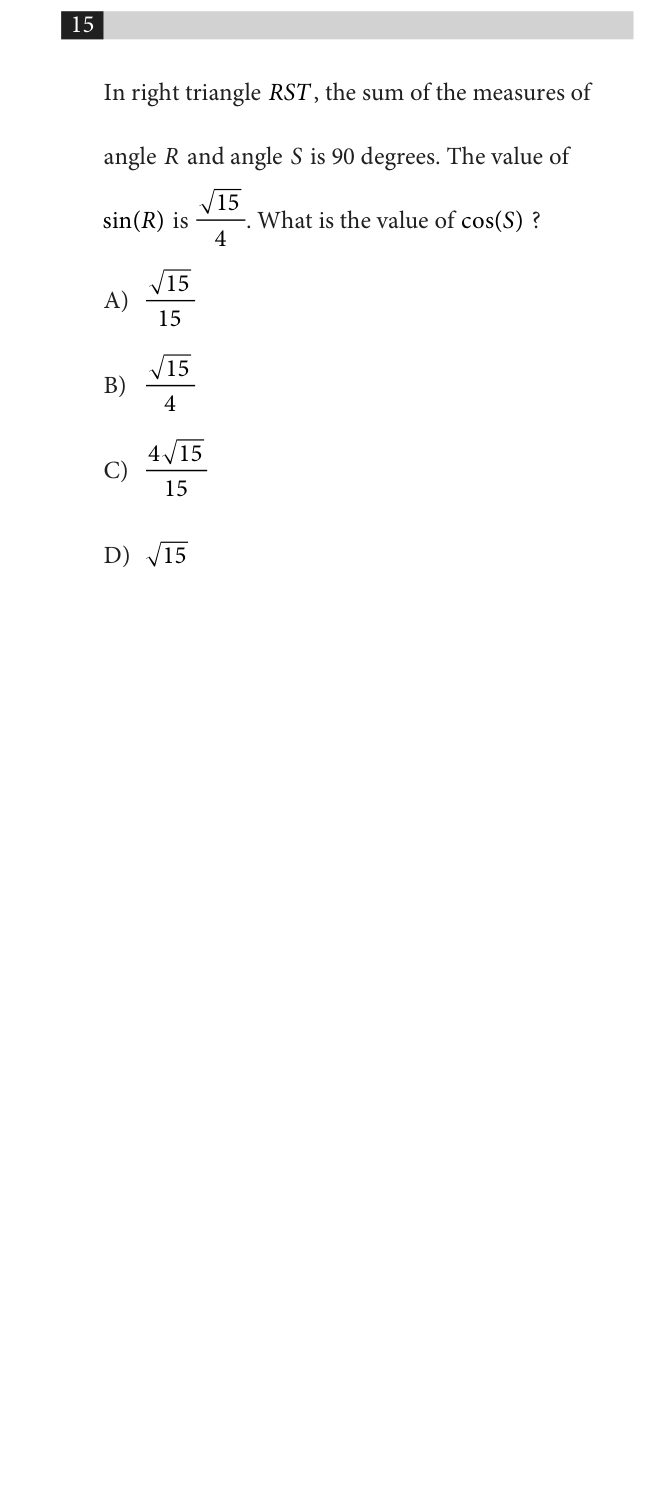 15
In right triangle RST, the sum of the measures of
angle R and angle S is 90 degrees. The value of
sin(R) is √15/4. What is the value of cos(S) ?
A) √15/15
B) √15/4
C) 4√15/15
D) √15